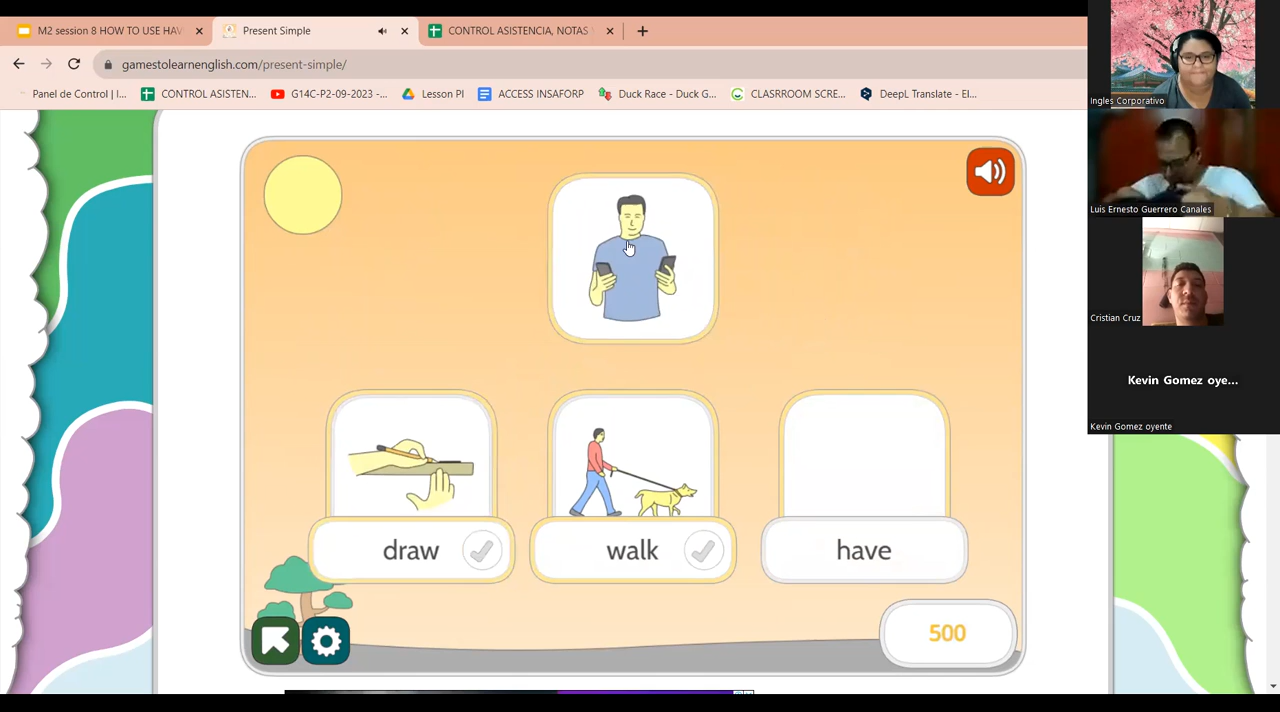 M2 session 8 HOW TO USE HAV
Present Simple
CONTROL ASISTENCIA, NOTAS
gamestolearnenglish.com/present-simple/
Panel de Control | I...
CONTROL ASISTEN...
G14C-P2-09-2023 -...
Lesson PI
ACCESS INSAFORP
Duck Race - Duck G...
CLASRROOM SCRE...
DeepL Translate - El...
draw
walk
have
500
Ingles Corporativo
Luis Ernesto Guerrero Canales
Cristian Cruz
Kevin Gomez oye...
Kevin Gomez oyente